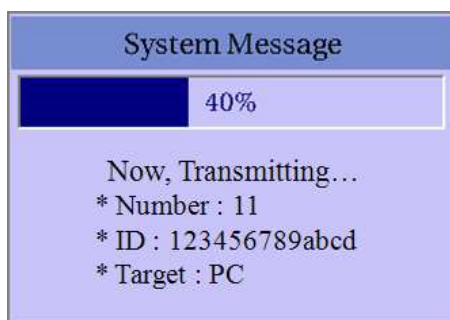 System Message
40%
Now, Transmitting...
* Number : 11
* ID : 123456789abcd
* Target : PC